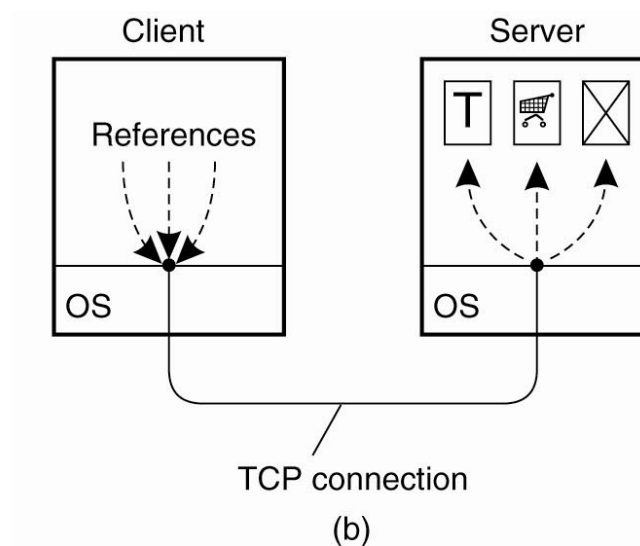 Client Server
T
References
OS OS
TCP connection
(b)